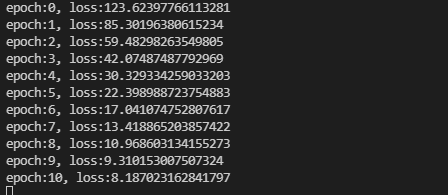 epoch:0, loss:123.62397766113281
epoch:1, loss:85.30196380615234
epoch:2, loss:59.48298263549805
epoch:3, loss:42.07487487792969
epoch:4, loss:30.329334259033203
epoch:5, loss:22.398988723754883
epoch:6, loss:17.041074752807617
epoch:7, loss:13.418865203857422
epoch:8, loss:10.968603134155273
epoch:9, loss:9.310153007507324
epoch:10, loss:8.187023162841797